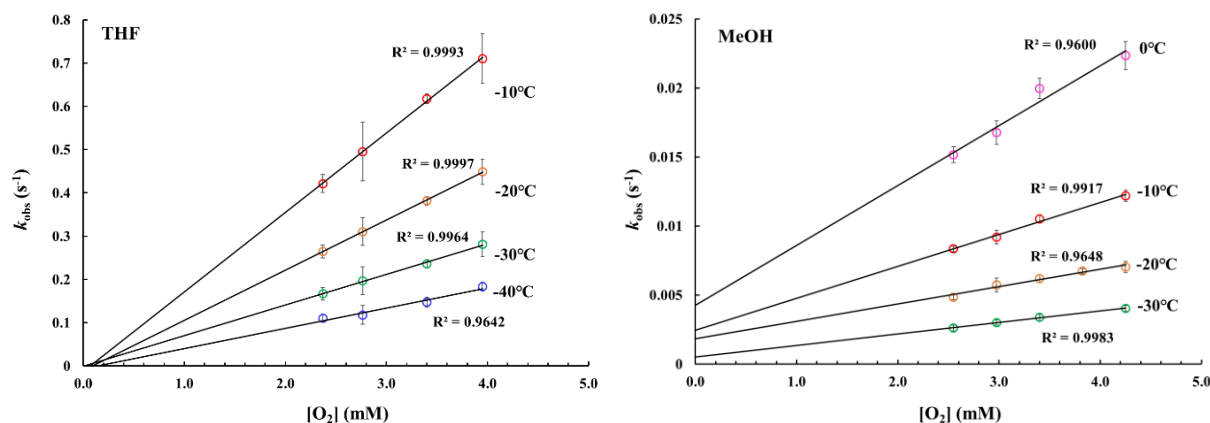 THF
0.8
0.7
0.6
0.5
0.4
0.3
0.2
0.1
0
k_obs (s⁻¹)
R² = 0.9993
-10℃
R² = 0.9997
-20℃
R² = 0.9964
-30℃
-40℃
R² = 0.9642
0.0 1.0 2.0 3.0 4.0 5.0
[O₂] (mM)
MeOH
0.025
0.02
0.015
0.01
0.005
0
k_obs (s⁻¹)
R² = 0.9600
0℃
R² = 0.9917
-10℃
R² = 0.9648
-20℃
-30℃
R² = 0.9983
0.0 1.0 2.0 3.0 4.0 5.0
[O₂] (mM)